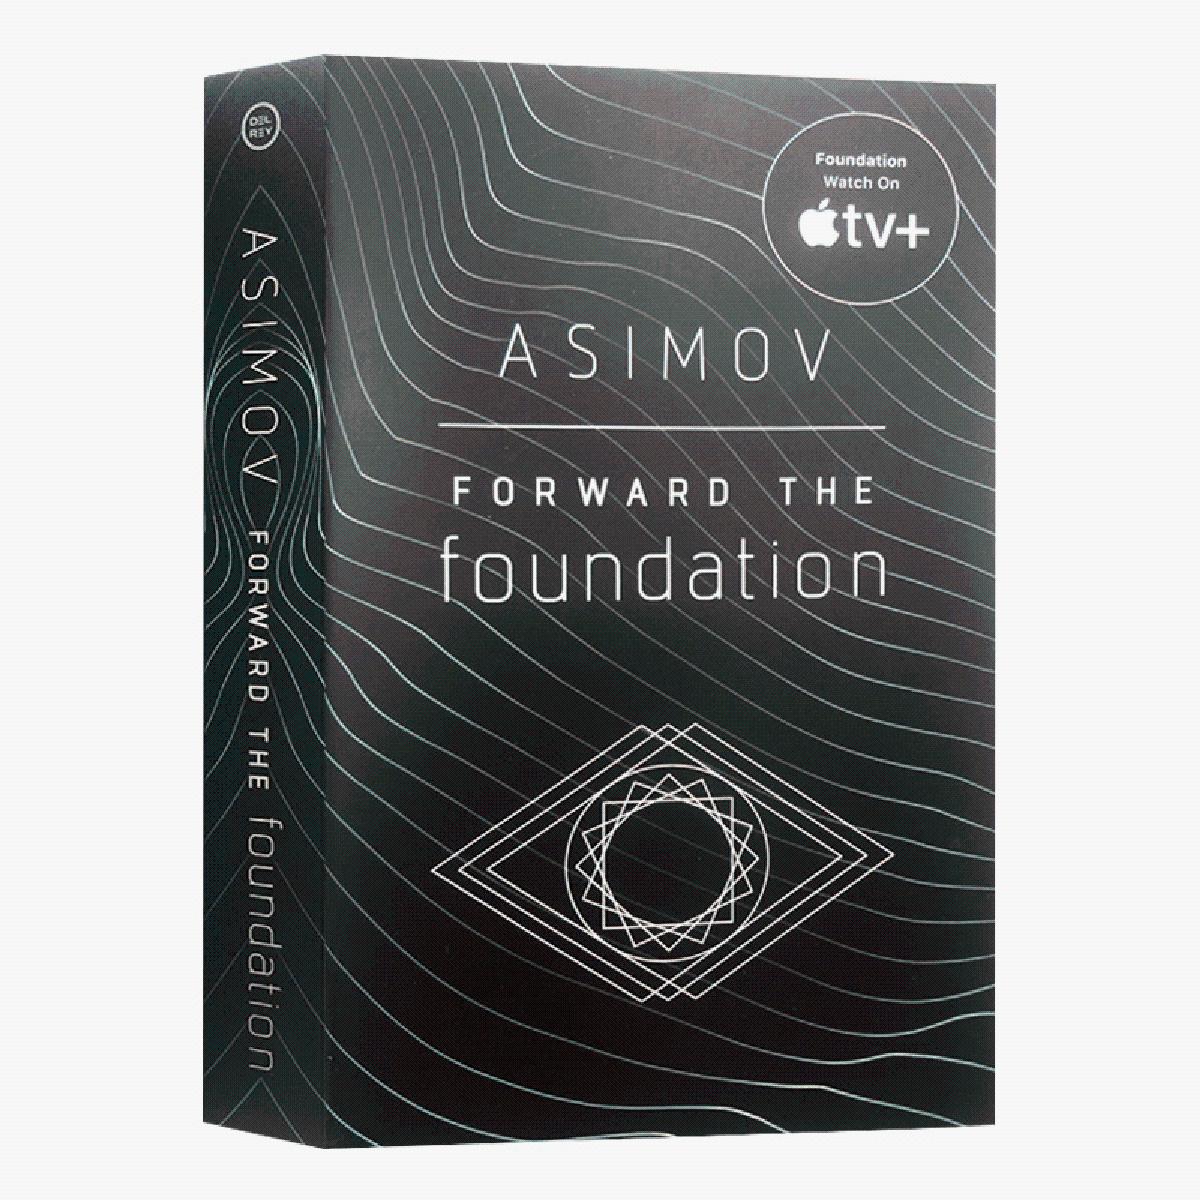 DEL
REY
ASIMOV FORWARD THE foundation
Foundation
Watch On
tv+
ASIMOV
FORWARD THE
foundation